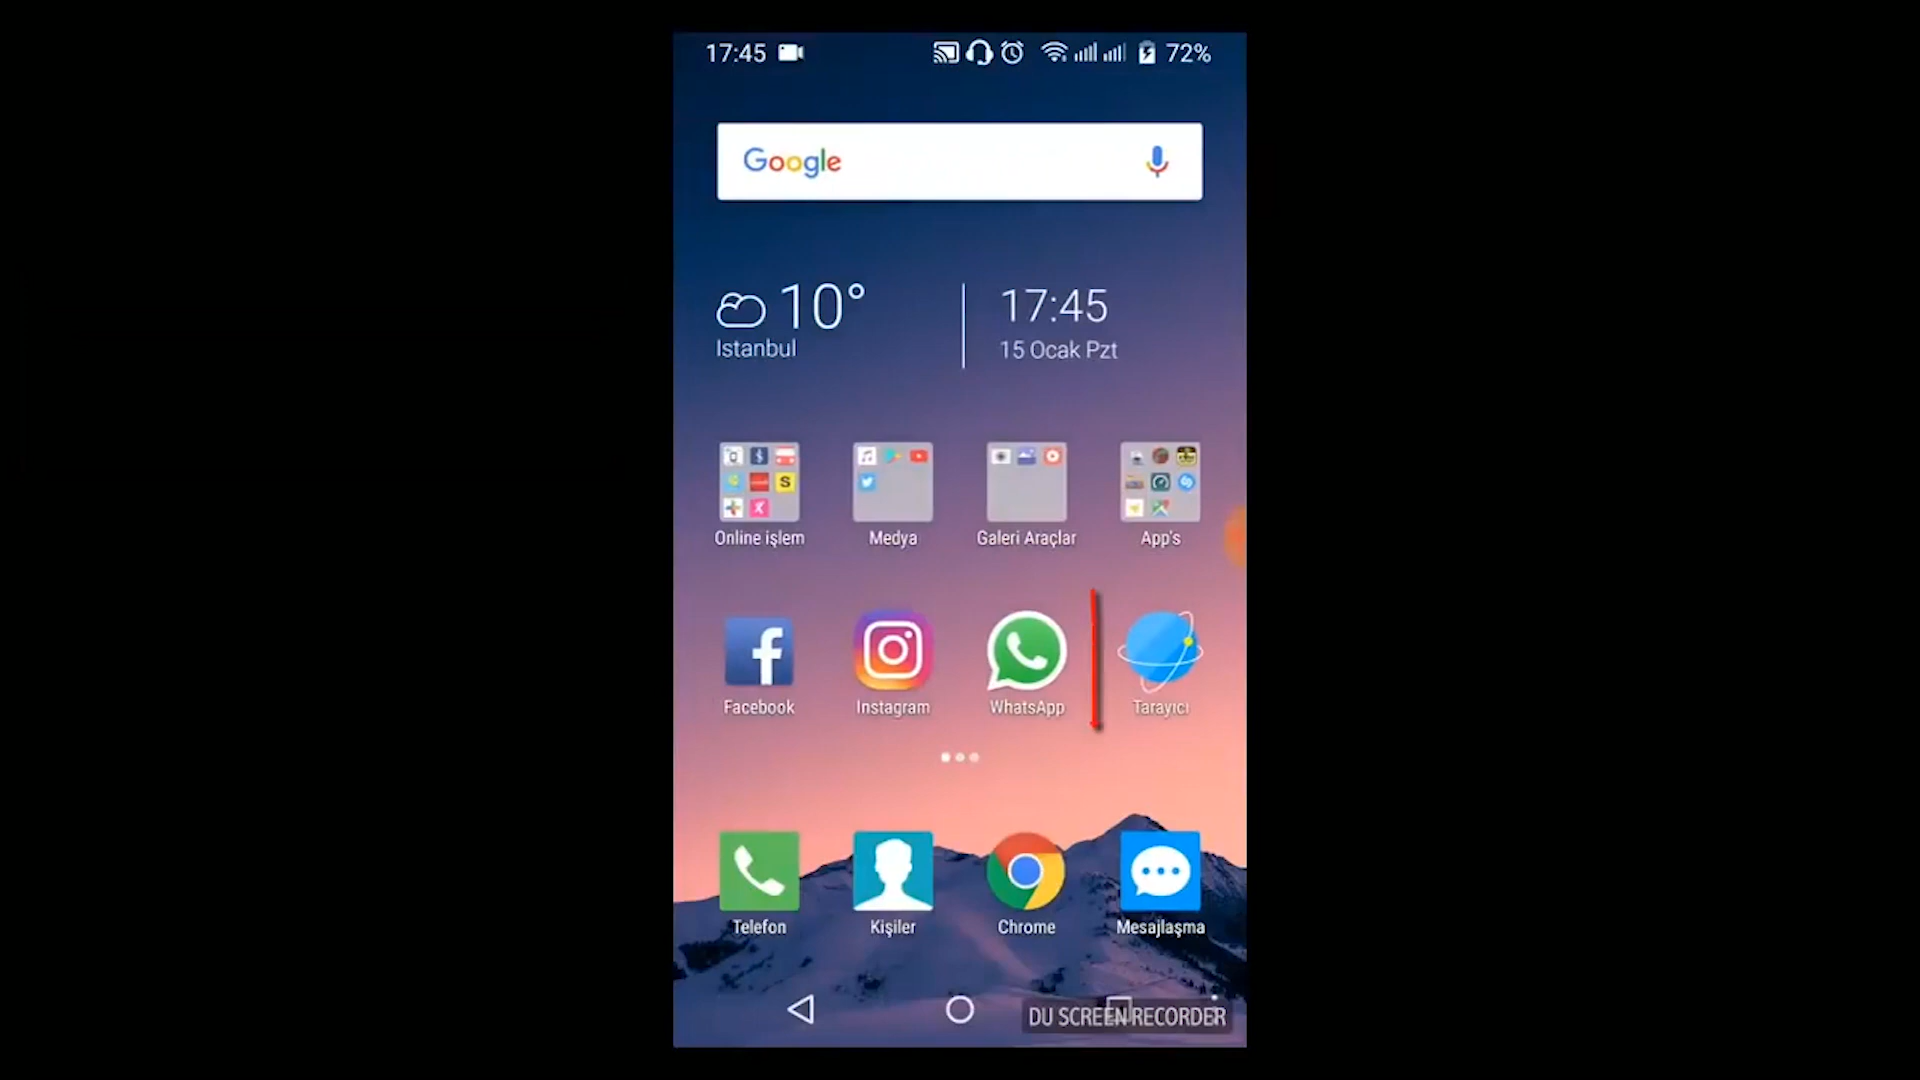 17:45 72%
Google
10° 17:45
Istanbul 15 Ocak Pzt
S
Online işlem Medya Galeri Araçlar App's
Facebook Instagram WhatsApp Tarayıcı
Telefon Kişiler Chrome Mesajlaşma
DU SCREEN RECORDER